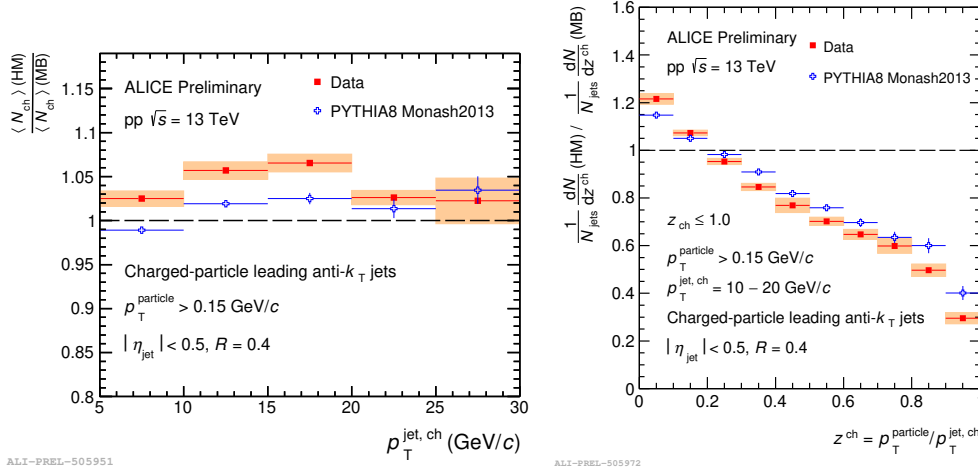 ⟨ N_ch ⟩ (HM)
⟨ N_ch ⟩ (MB)
ALICE Preliminary
pp √s = 13 TeV
Data
PYTHIA8 Monash2013
Charged-particle leading anti-k_T jets
p_T^particle > 0.15 GeV/c
| η_jet | < 0.5, R = 0.4
1.15
1.1
1.05
1
0.95
0.9
0.85
0.8
5 10 15 20 25 30
p_T^jet, ch (GeV/c)
ALI-PREL-505951
1/N_jets dN/dz^ch (HM) / 1/N_jets dN/dz^ch (MB)
ALICE Preliminary
pp √s = 13 TeV
Data
PYTHIA8 Monash2013
z_ch ≤ 1.0
p_T^particle > 0.15 GeV/c
p_T^jet, ch = 10 − 20 GeV/c
Charged-particle leading anti-k_T jets
| η_jet | < 0.5, R = 0.4
1.6
1.4
1.2
1
0.8
0.6
0.4
0.2
0
0 0.2 0.4 0.6 0.8 1
z^ch = p_T^particle/p_T^jet, ch
ALI-PREL-505972